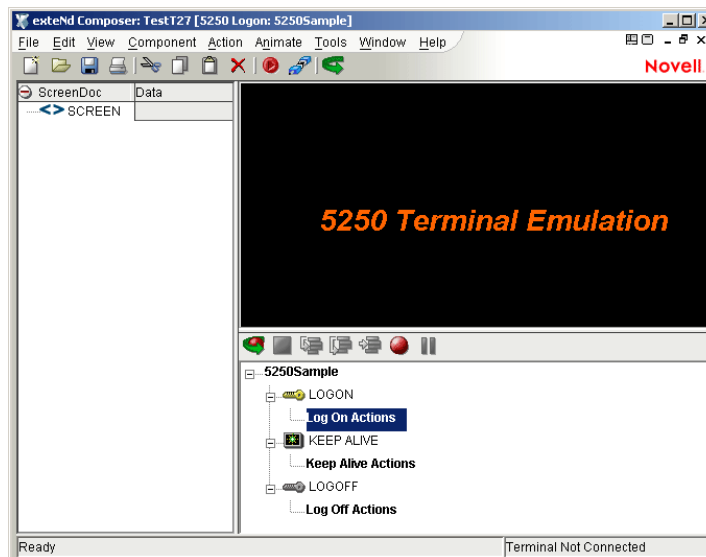 exteNd Composer: TestT27 [5250 Logon: 5250Sample]
File Edit View Component Action Animate Tools Window Help
Novell
ScreenDoc Data
SCREEN
5250 Terminal Emulation
5250Sample
LOGON
Log On Actions
KEEP ALIVE
Keep Alive Actions
LOGOFF
Log Off Actions
Ready Terminal Not Connected